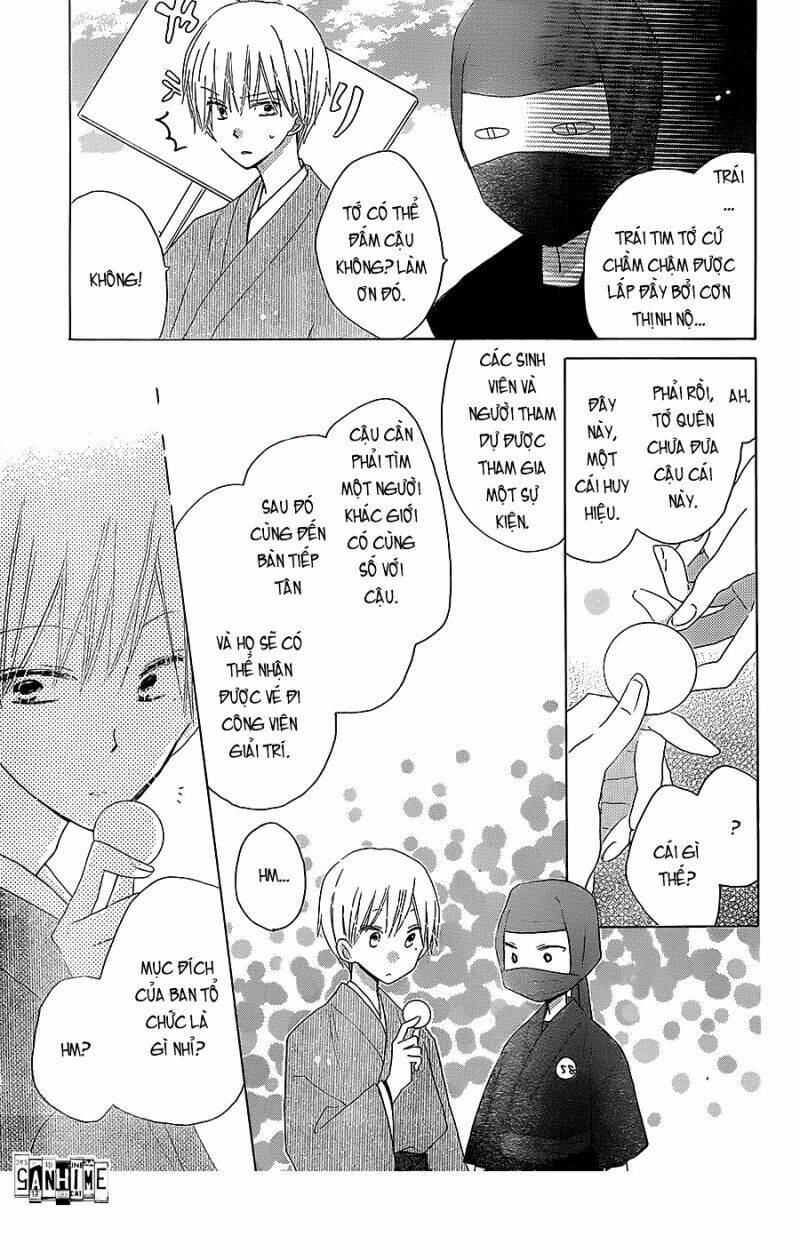 TRÁI
...
TRÁI TIM TỚ CỨ
CHẦM CHẬM ĐƯỢC
LẤP ĐẦY BỞI CƠN
THỊNH NỘ...
TỚ CÓ THỂ
ĐẤM CẬU
KHÔNG? LÀM
ƠN ĐÓ.
KHÔNG!
AH.
PHẢI RỒI,
TỚ QUÊN
CHƯA ĐƯA
CẬU CÁI
NÀY.
ĐÂY
NÀY,
MỘT
CÁI HUY
HIỆU.
?
CÁI GÌ
THẾ?
CÁC SINH
VIÊN VÀ
NGƯỜI THAM
DỰ ĐƯỢC
THAM GIA
MỘT SỰ
KIỆN.
CẬU CẦN
PHẢI TÌM
MỘT NGƯỜI
KHÁC GIỚI
CÓ CÙNG
SỐ VỚI
CẬU.
SAU ĐÓ
CÙNG ĐẾN
BÀN TIẾP
TÂN
VÀ HỌ SẼ CÓ
THỂ NHẬN
ĐƯỢC VÉ ĐI
CÔNG VIÊN
GIẢI TRÍ.
HM...
MỤC ĐÍCH
CỦA BAN TỔ
CHỨC LÀ
GÌ NHỈ?
HM?
SANHIME